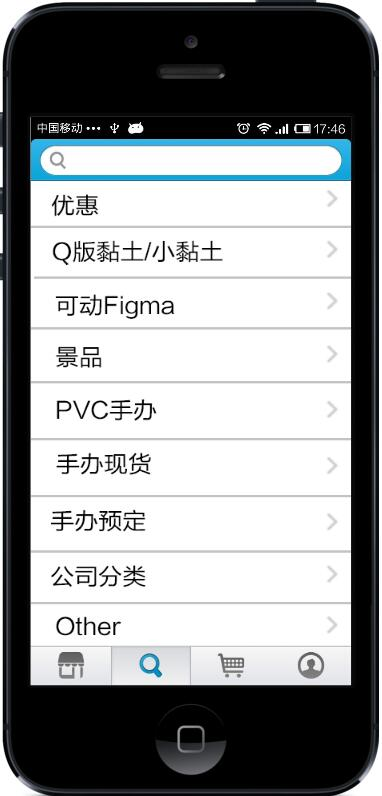 中国移动 ••• 17:46
优惠
Q版黏土/小黏土
可动Figma
景品
PVC手办
手办现货
手办预定
公司分类
Other